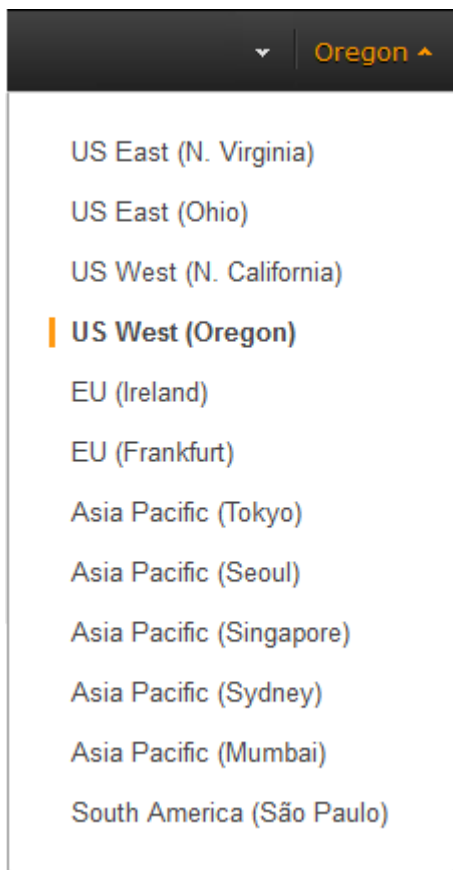 Oregon
US East (N. Virginia)
US East (Ohio)
US West (N. California)
US West (Oregon)
EU (Ireland)
EU (Frankfurt)
Asia Pacific (Tokyo)
Asia Pacific (Seoul)
Asia Pacific (Singapore)
Asia Pacific (Sydney)
Asia Pacific (Mumbai)
South America (São Paulo)